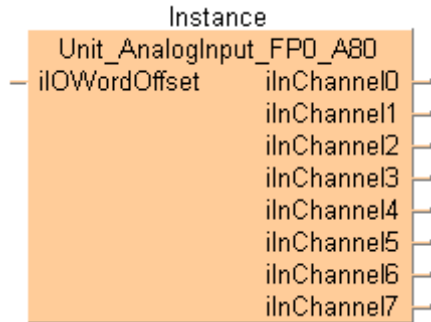 Instance
Unit_AnalogInput_FP0_A80
iIOWordOffset iInChannel0
iInChannel1
iInChannel2
iInChannel3
iInChannel4
iInChannel5
iInChannel6
iInChannel7